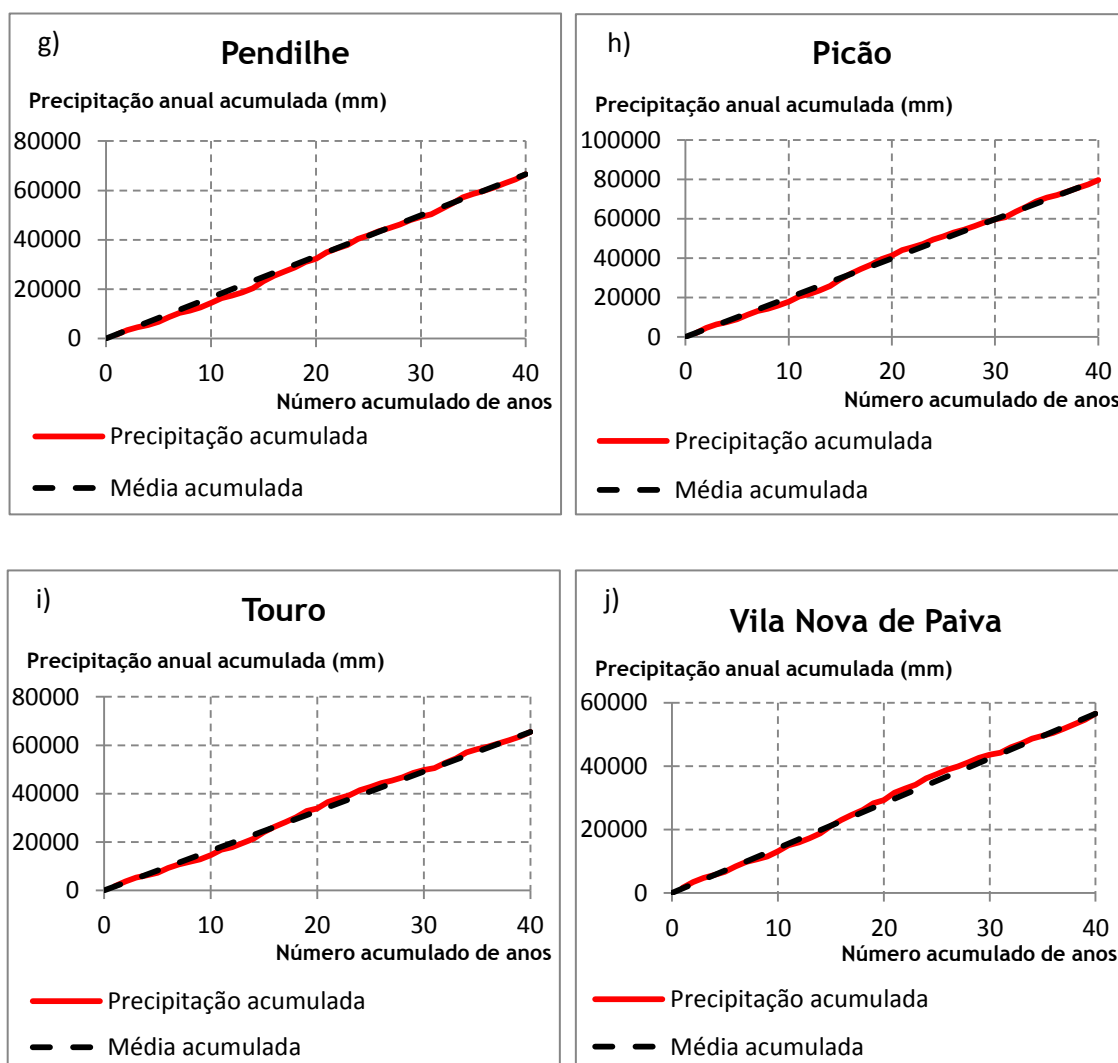 g)
Pendilhe
Precipitação anual acumulada (mm)
80000
60000
40000
20000
0
0 10 20 30 40
Número acumulado de anos
Precipitação acumulada
Média acumulada
h)
Picão
Precipitação anual acumulada (mm)
100000
80000
60000
40000
20000
0
0 10 20 30 40
Número acumulado de anos
Precipitação acumulada
Média acumulada
i)
Touro
Precipitação anual acumulada (mm)
80000
60000
40000
20000
0
0 10 20 30 40
Número acumulado de anos
Precipitação acumulada
Média acumulada
j)
Vila Nova de Paiva
Precipitação anual acumulada (mm)
60000
40000
20000
0
0 10 20 30 40
Número acumulado de anos
Precipitação acumulada
Média acumulada